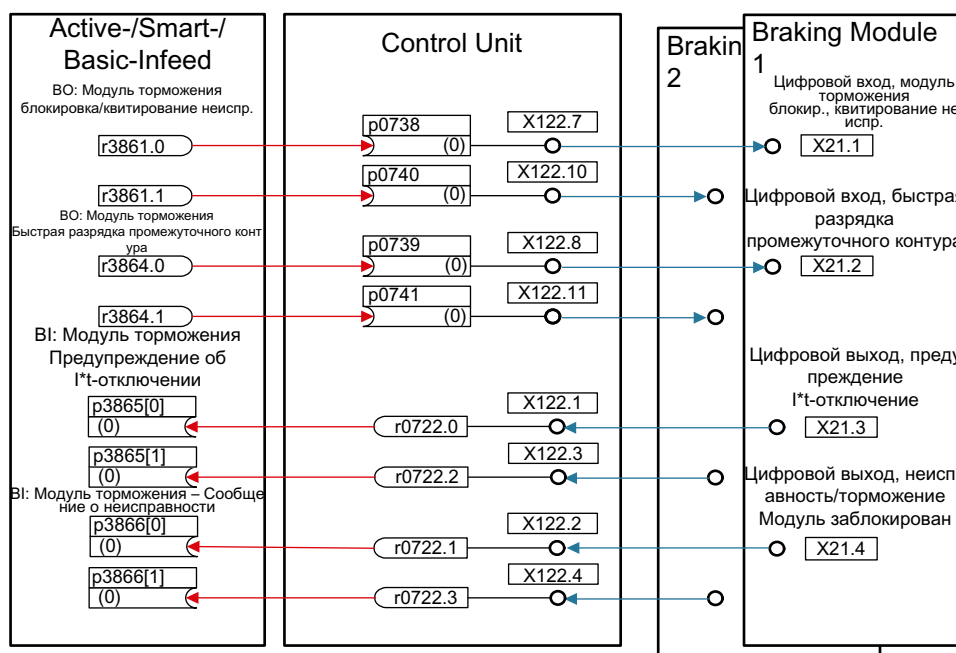 Active-/Smart-/
Basic-Infeed
BO: Модуль торможения
блокировка/квитирование неиспр.
r3861.0
r3861.1
BO: Модуль торможения
Быстрая разрядка промежуточного конт
ура
r3864.0
r3864.1
BI: Модуль торможения
Предупреждение об
I*t-отключении
p3865[0]
(0)
p3865[1]
(0)
BI: Модуль торможения – Сообще
ние о неисправности
p3866[0]
(0)
p3866[1]
(0)
Control Unit
p0738
(0)
X122.7
p0740
(0)
X122.10
p0739
(0)
X122.8
p0741
(0)
X122.11
X122.1
r0722.0
X122.3
r0722.2
X122.2
r0722.1
X122.4
r0722.3
Brakin
2
Braking Module
1
Цифровой вход, модуль
торможения
блокир., квитирование не
испр.
X21.1
Цифровой вход, быстрая
разрядка
промежуточного контура
X21.2
Цифровой выход, преду
преждение
I*t-отключение
X21.3
Цифровой выход, неисп
авность/торможение
Модуль заблокирован
X21.4